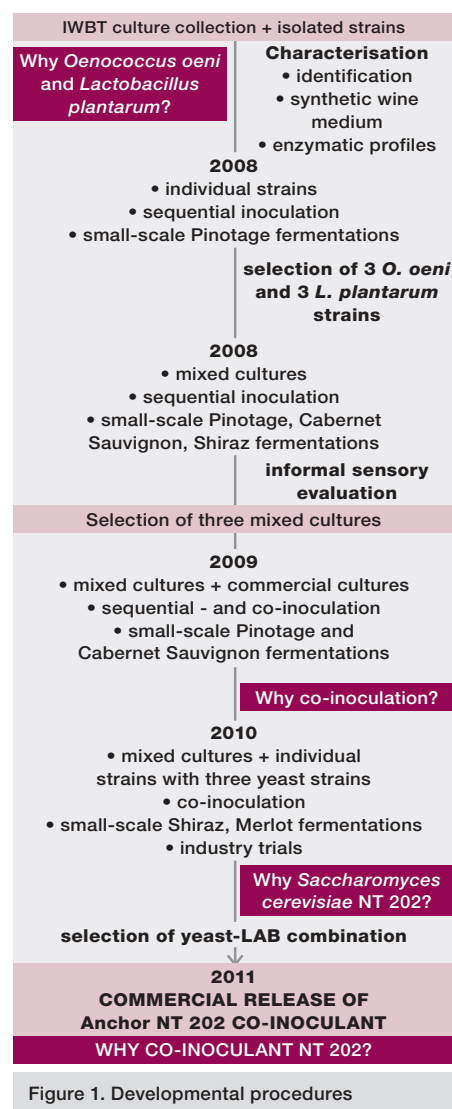 IWBT culture collection + isolated strains
Why Oenococcus oeni
and Lactobacillus
plantarum?
Characterisation
• identification
• synthetic wine
medium
• enzymatic profiles
2008
• individual strains
• sequential inoculation
• small-scale Pinotage fermentations
selection of 3 O. oeni
and 3 L. plantarum
strains
2008
• mixed cultures
• sequential inoculation
• small-scale Pinotage, Cabernet
Sauvignon, Shiraz fermentations
informal sensory
evaluation
Selection of three mixed cultures
2009
• mixed cultures + commercial cultures
• sequential - and co-inoculation
• small-scale Pinotage and
Cabernet Sauvignon fermentations
Why co-inoculation?
2010
• mixed cultures + individual
strains with three yeast strains
• co-inoculation
• small-scale Shiraz, Merlot fermentations
• industry trials
Why Saccharomyces
cerevisiae NT 202?
selection of yeast-LAB combination
2011
COMMERCIAL RELEASE OF
Anchor NT 202 CO-INOCULANT
WHY CO-INOCULANT NT 202?
Figure 1. Developmental procedures